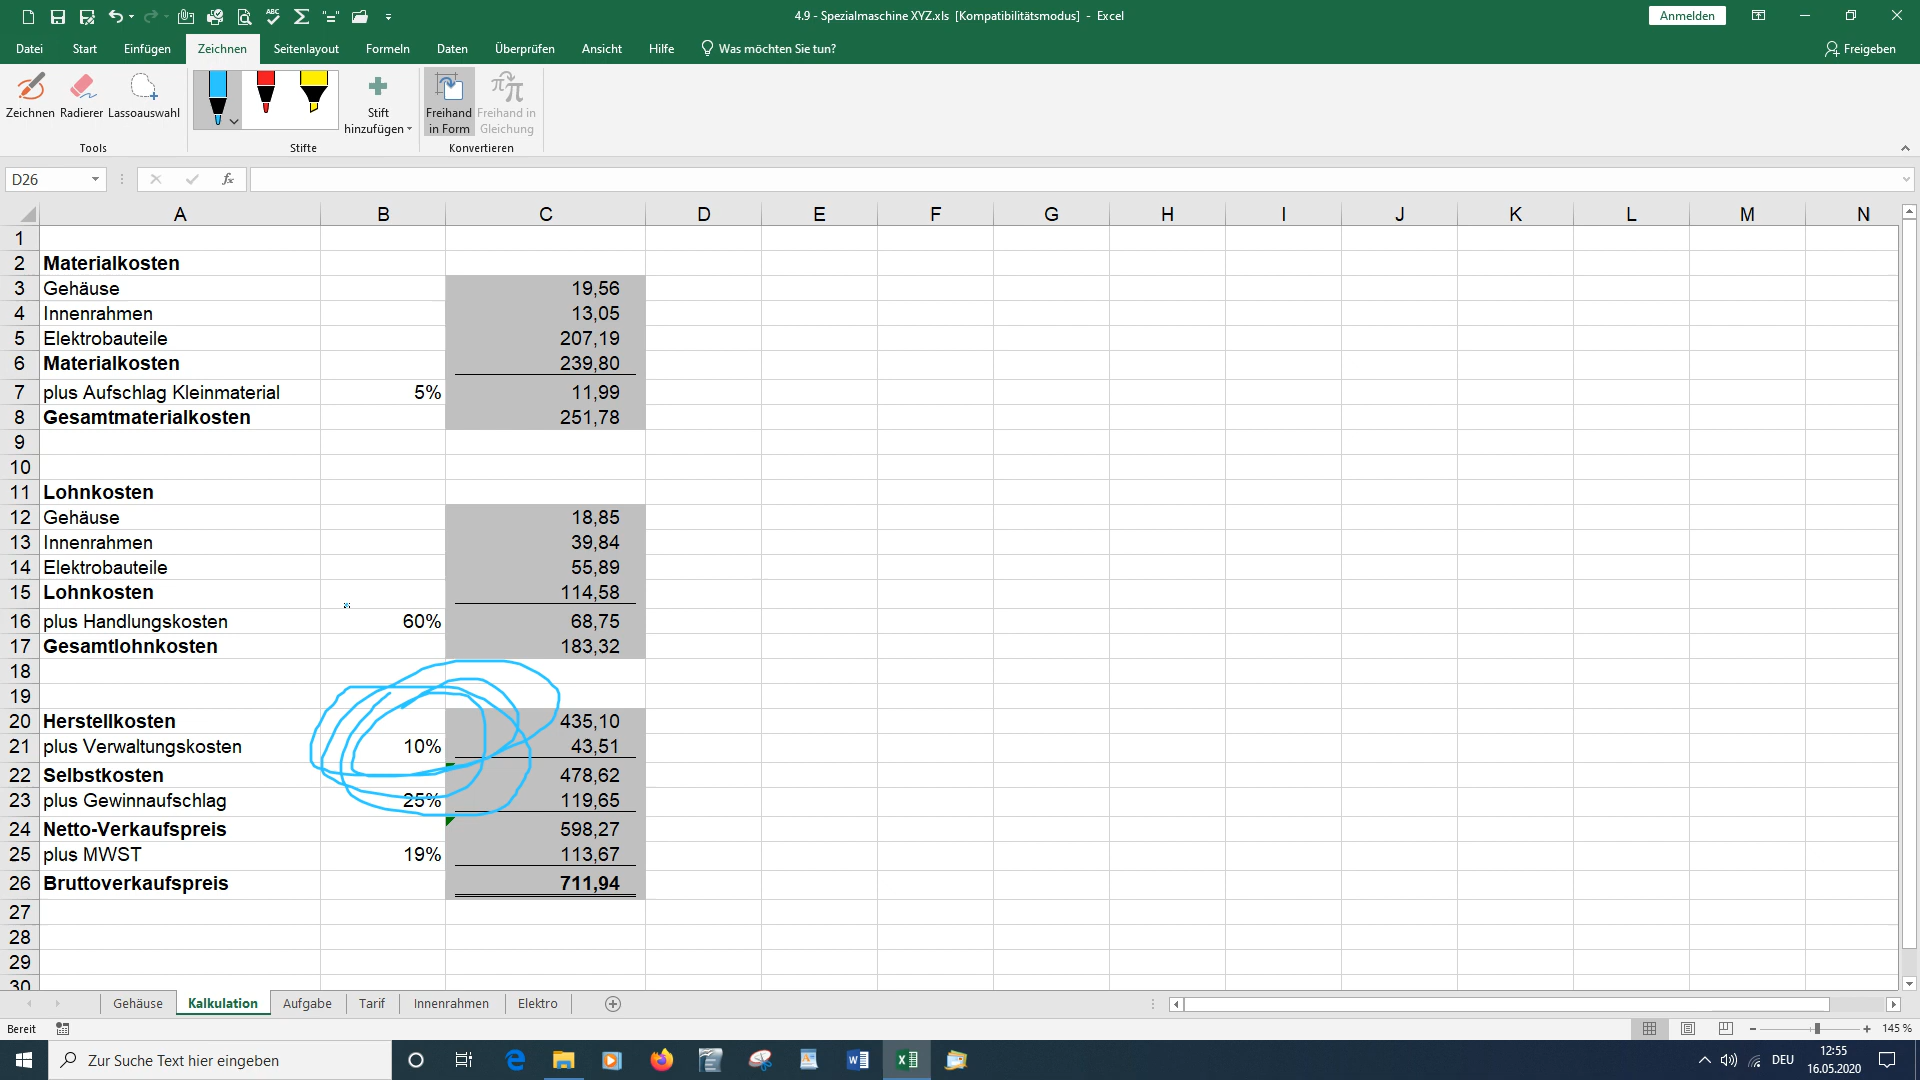 4.9 - Spezialmaschine XYZ.xls [Kompatibilitätsmodus] - Excel
Anmelden
Datei Start Einfügen Zeichnen Seitenlayout Formeln Daten Überprüfen Ansicht Hilfe Was möchten Sie tun? Freigeben
Zeichnen Radierer Lassoauswahl
Stift hinzufügen
Freihand in Form
Freihand in Gleichung
Tools Stifte Konvertieren
D26 fx
A B C D E F G H I J K L M N
1
2 Materialkosten
3 Gehäuse 19,56
4 Innenrahmen 13,05
5 Elektrobauteile 207,19
6 Materialkosten 239,80
7 plus Aufschlag Kleinmaterial 5% 11,99
8 Gesamtmaterialkosten 251,78
9
10
11 Lohnkosten
12 Gehäuse 18,85
13 Innenrahmen 39,84
14 Elektrobauteile 55,89
15 Lohnkosten 114,58
16 plus Handlungskosten 60% 68,75
17 Gesamtlohnkosten 183,32
18
19
20 Herstellkosten 435,10
21 plus Verwaltungskosten 10% 43,51
22 Selbstkosten 478,62
23 plus Gewinnaufschlag 25% 119,65
24 Netto-Verkaufspreis 598,27
25 plus MWST 19% 113,67
26 Bruttoverkaufspreis 711,94
27
28
29
30
Gehäuse Kalkulation Aufgabe Tarif Innenrahmen Elektro
Bereit 145 %
Zur Suche Text hier eingeben
DEU
12:55
16.05.2020